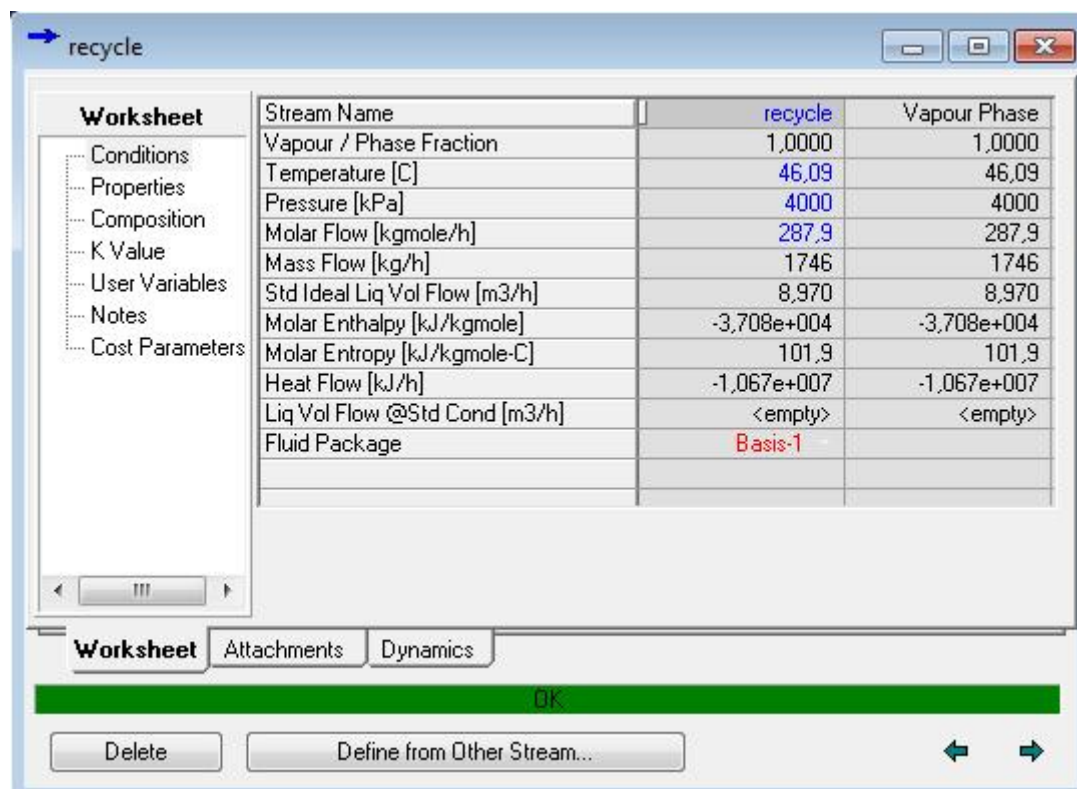 recycle
Worksheet
Conditions
Properties
Composition
K Value
User Variables
Notes
Cost Parameters
Stream Name recycle Vapour Phase
Vapour / Phase Fraction 1,0000 1,0000
Temperature [C] 46,09 46,09
Pressure [kPa] 4000 4000
Molar Flow [kgmole/h] 287,9 287,9
Mass Flow [kg/h] 1746 1746
Std Ideal Liq Vol Flow [m3/h] 8,970 8,970
Molar Enthalpy [kJ/kgmole] -3,708e+004 -3,708e+004
Molar Entropy [kJ/kgmole-C] 101,9 101,9
Heat Flow [kJ/h] -1,067e+007 -1,067e+007
Liq Vol Flow @Std Cond [m3/h] <empty> <empty>
Fluid Package Basis-1
Worksheet Attachments Dynamics
OK
Delete Define from Other Stream...